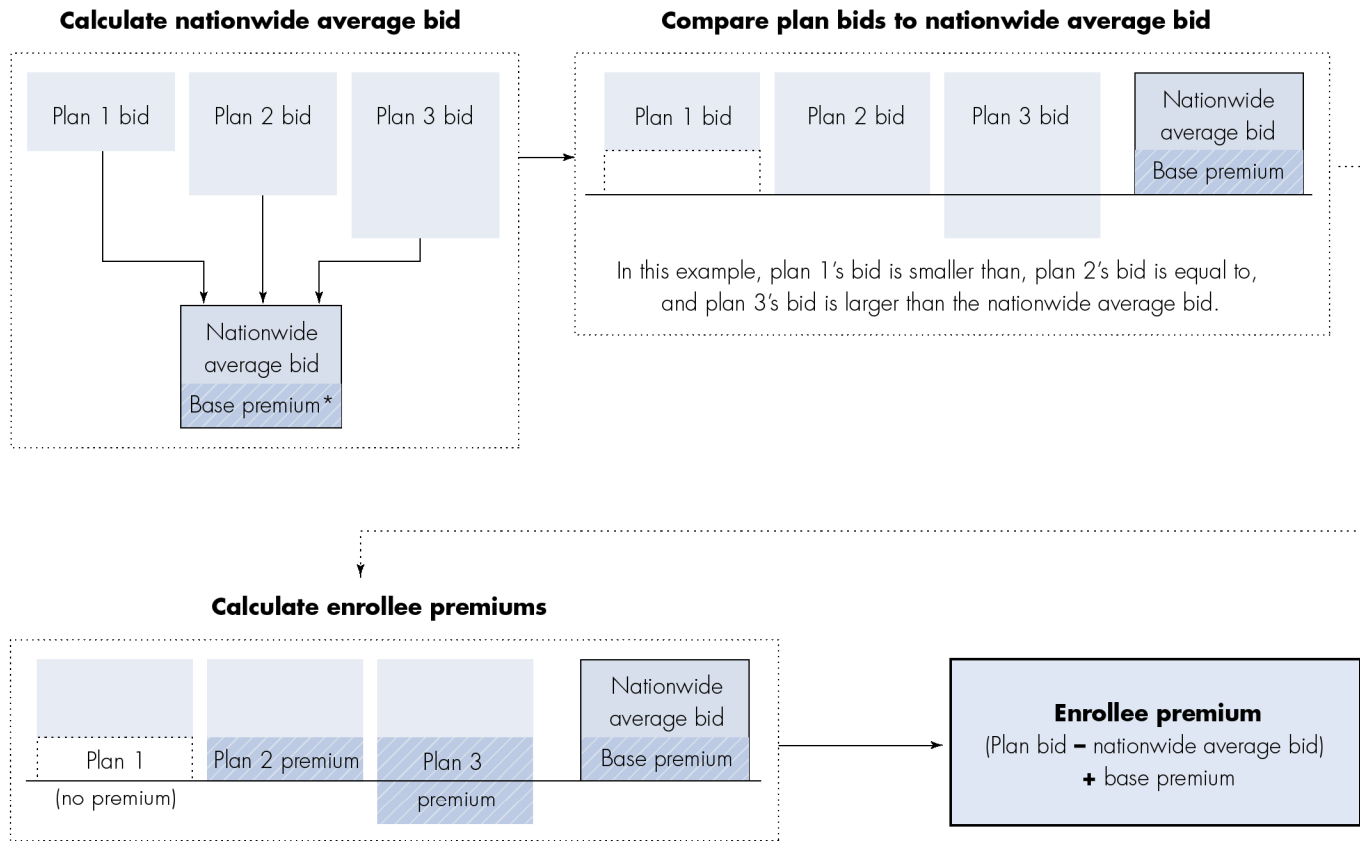 Calculate nationwide average bid
Plan 1 bid
Plan 2 bid
Plan 3 bid
Nationwide
average bid
Base premium*
Compare plan bids to nationwide average bid
Plan 1 bid
Plan 2 bid
Plan 3 bid
Nationwide
average bid
Base premium
In this example, plan 1's bid is smaller than, plan 2's bid is equal to,
and plan 3's bid is larger than the nationwide average bid.
Calculate enrollee premiums
Plan 1
(no premium)
Plan 2 premium
Plan 3
premium
Nationwide
average bid
Base premium
Enrollee premium
(Plan bid – nationwide average bid)
+ base premium